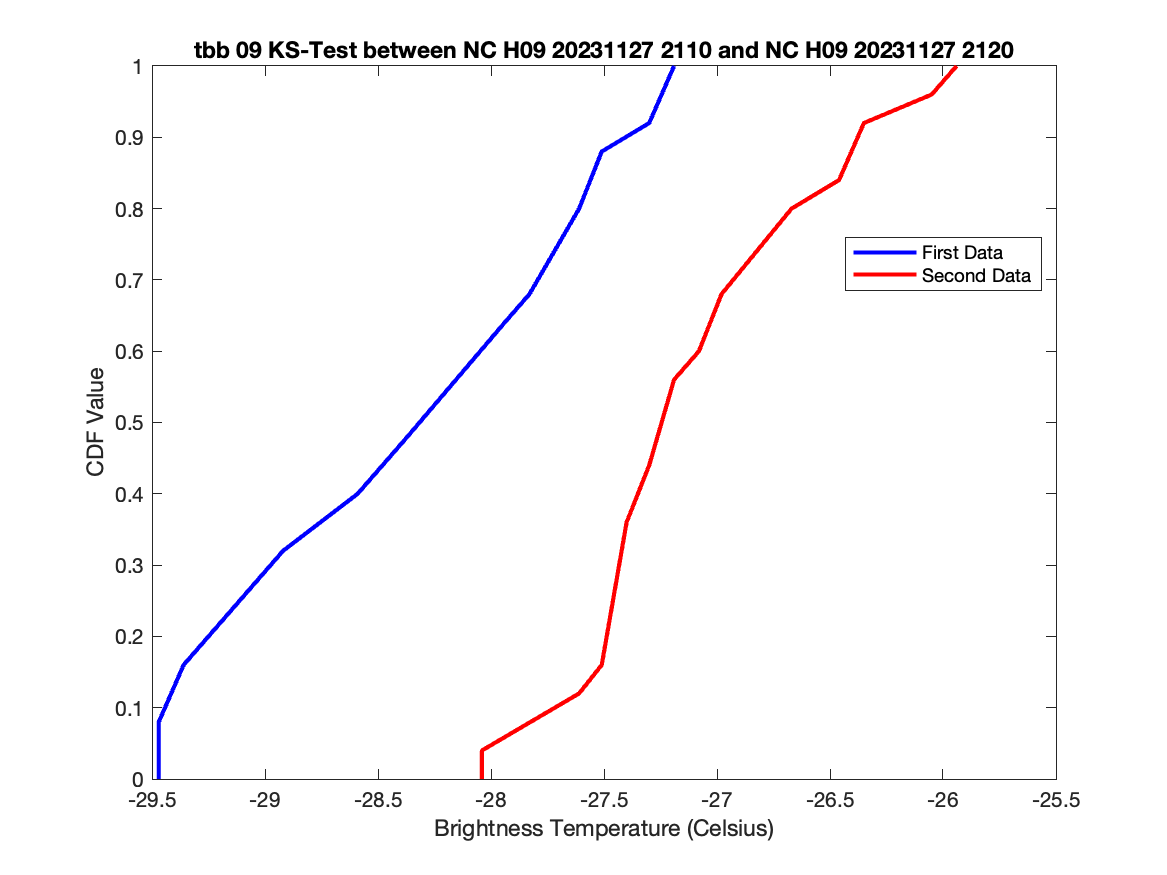 tbb 09 KS-Test between NC H09 20231127 2110 and NC H09 20231127 2120
1
0.9
0.8
0.7
0.6
0.5
0.4
0.3
0.2
0.1
0
CDF Value
First Data
Second Data
-29.5 -29 -28.5 -28 -27.5 -27 -26.5 -26 -25.5
Brightness Temperature (Celsius)